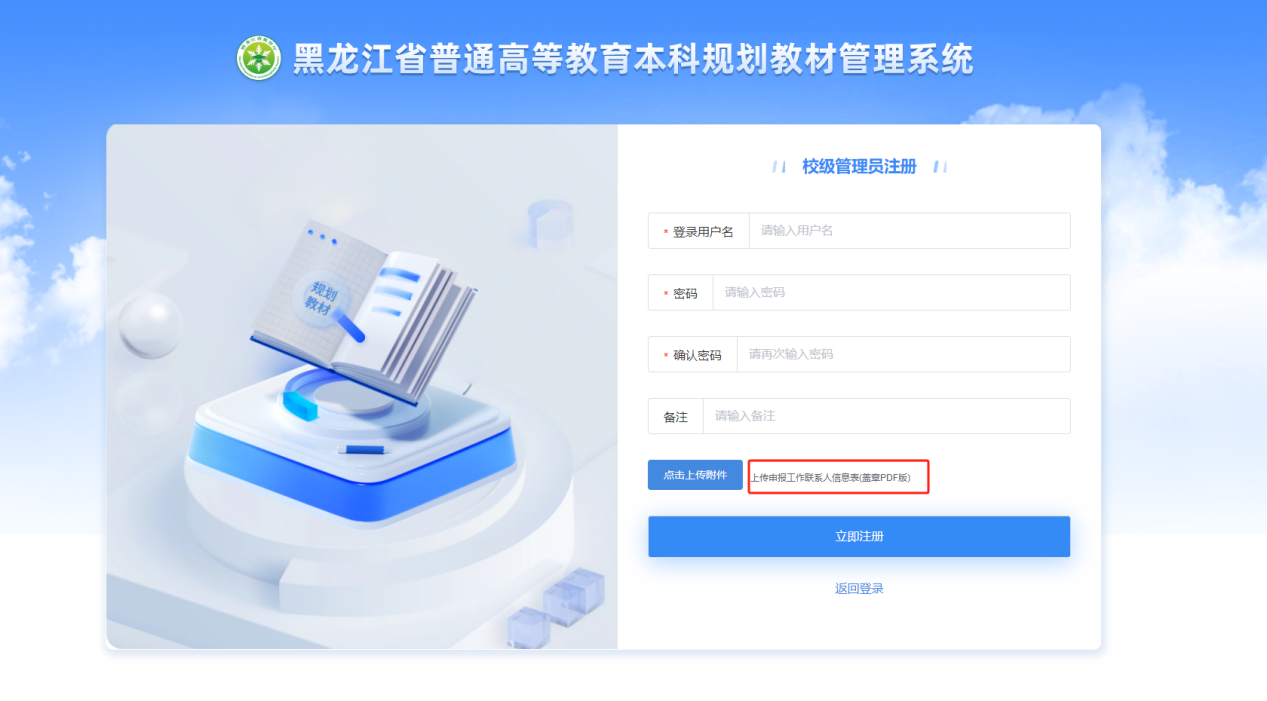 黑龙江省普通高等教育本科规划教材管理系统
规划
教材
校级管理员注册
* 登录用户名 请输入用户名
* 密码 请输入密码
* 确认密码 请再次输入密码
备注 请输入备注
点击上传附件 上传申报工作联系人信息表(盖章PDF版)
立即注册
返回登录